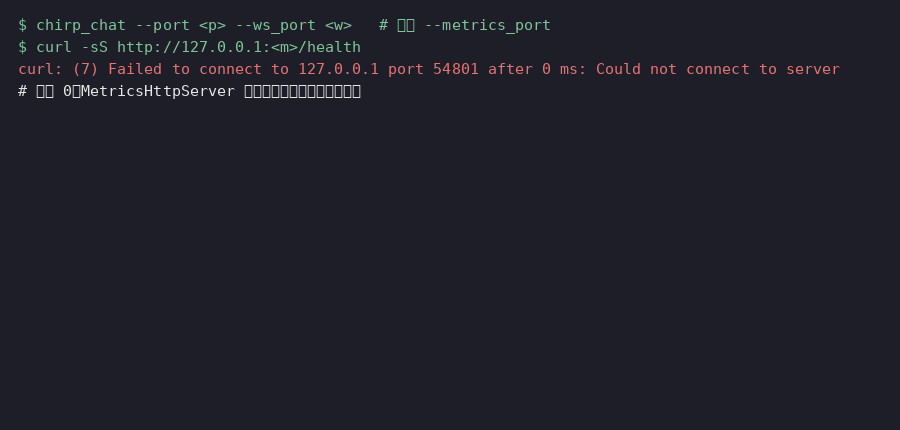 $ chirp_chat --port <p> --ws_port <w>   # --metrics_port
$ curl -sS http://127.0.0.1:<m>/health
curl: (7) Failed to connect to 127.0.0.1 port 54801 after 0 ms: Could not connect to server
# 0 MetricsHttpServer